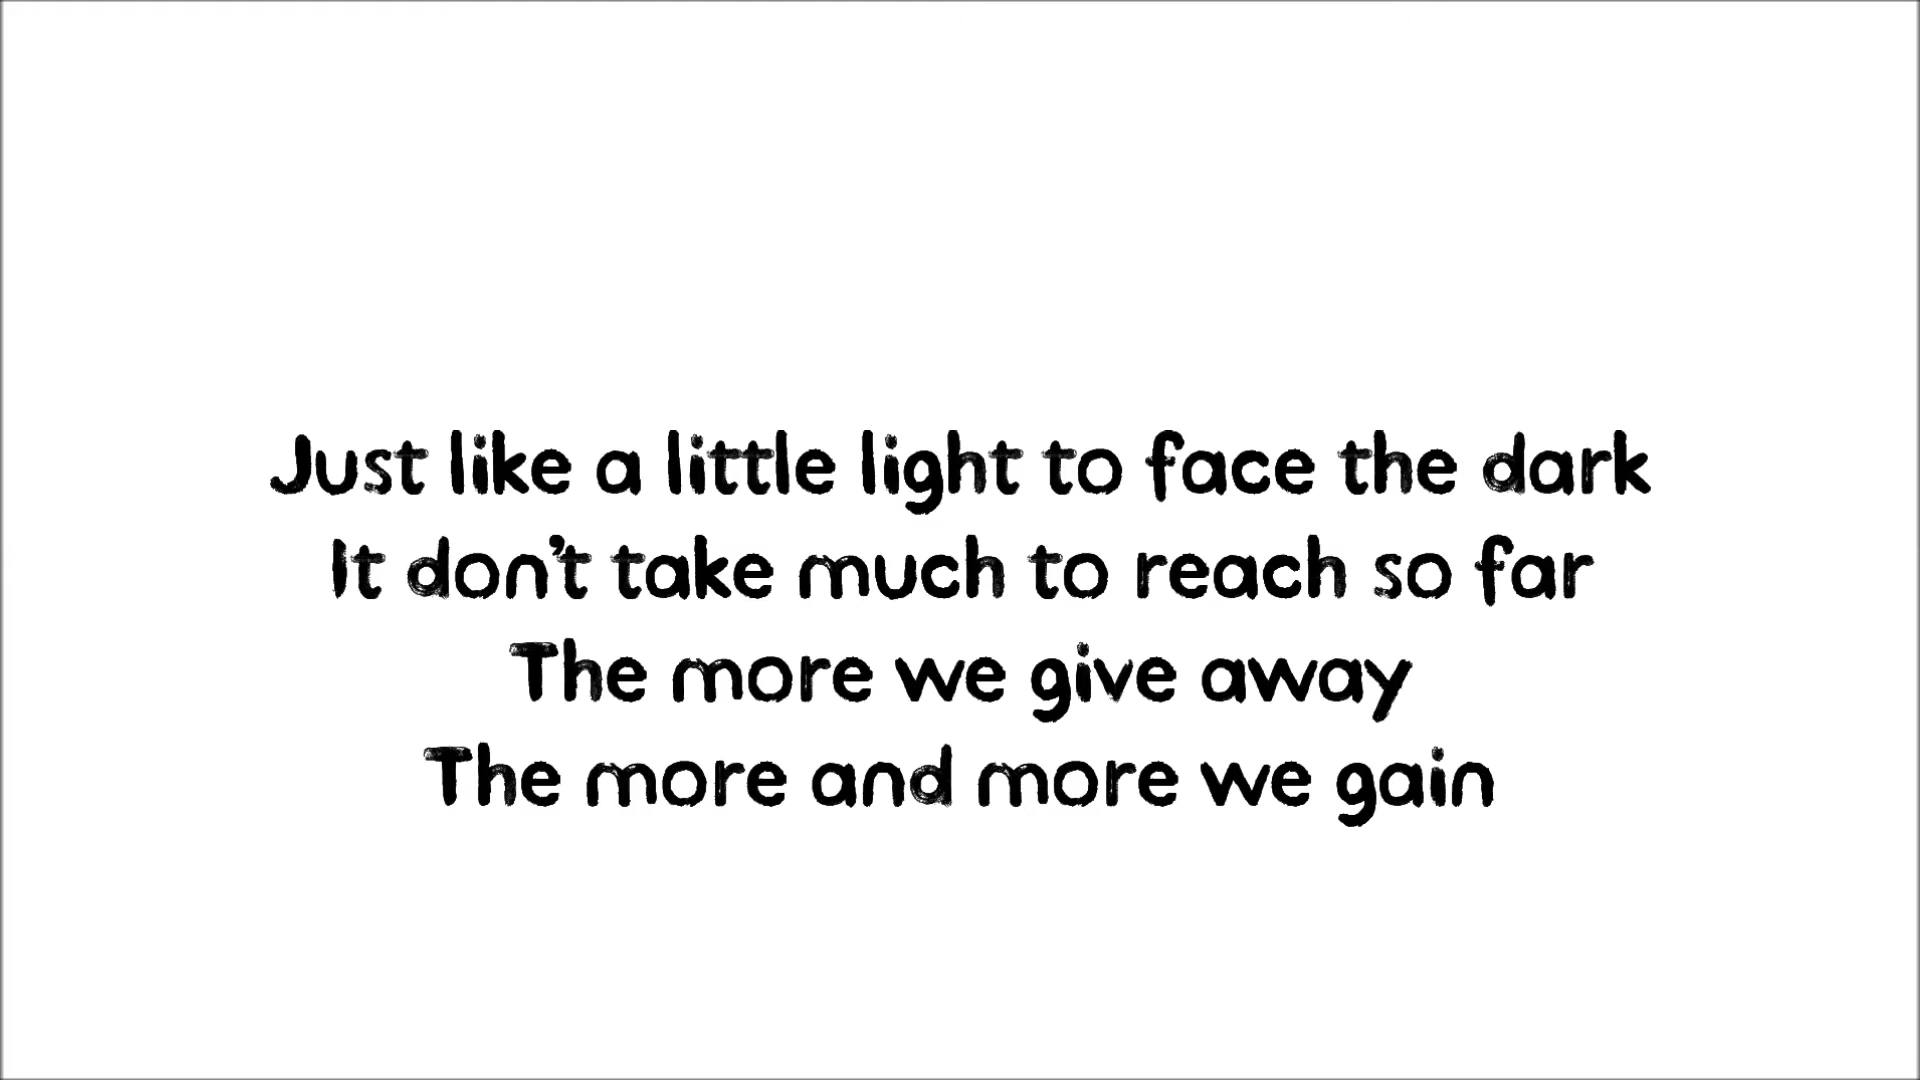 Just like a little light to face the dark
It don't take much to reach so far
The more we give away
The more and more we gain